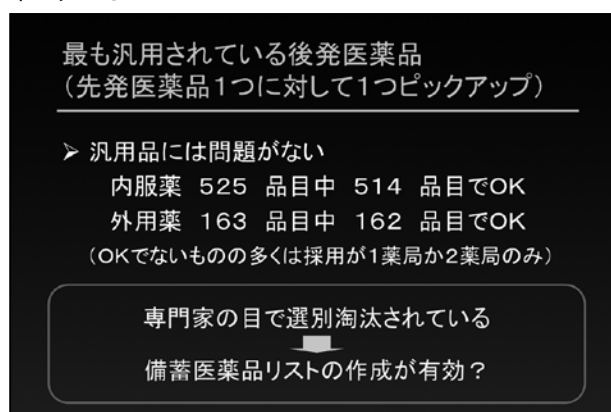 最も汎用されている後発医薬品
（先発医薬品１つに対して１つピックアップ）
➢ 汎用品には問題がない
内服薬 ５２５ 品目中 ５１４ 品目でOK
外用薬 １６３ 品目中 １６２ 品目でOK
（OKでないものの多くは採用が１薬局か２薬局のみ）
専門家の目で選別淘汰されている
備蓄医薬品リストの作成が有効？